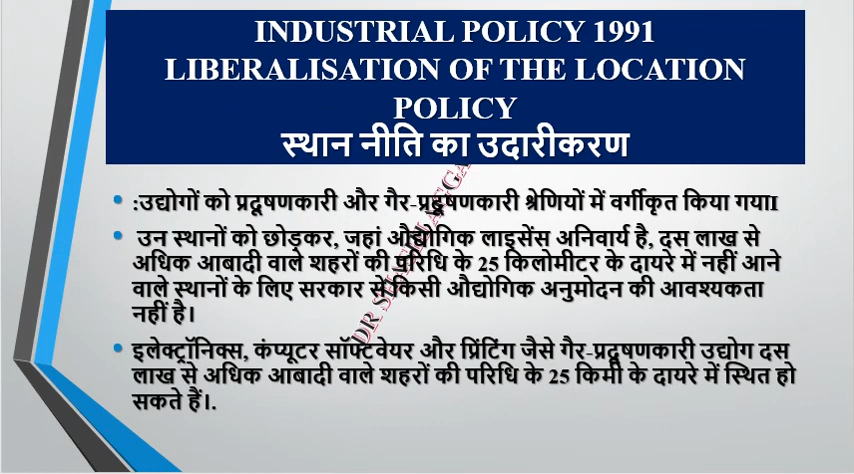 INDUSTRIAL POLICY 1991
LIBERALISATION OF THE LOCATION
POLICY
स्थान नीति का उदारीकरण
• :उद्योगों को प्रदूषणकारी और गैर-प्रदूषणकारी श्रेणियों में वर्गीकृत किया गयाI
• उन स्थानों को छोड़कर, जहां औद्योगिक लाइसेंस अनिवार्य है, दस लाख से
अधिक आबादी वाले शहरों की परिधि के 25 किलोमीटर के दायरे में नहीं आने
वाले स्थानों के लिए सरकार से किसी औद्योगिक अनुमोदन की आवश्यकता
नहीं है।
• इलेक्ट्रॉनिक्स, कंप्यूटर सॉफ्टवेयर और प्रिंटिंग जैसे गैर-प्रदूषणकारी उद्योग दस
लाख से अधिक आबादी वाले शहरों की परिधि के 25 किमी के दायरे में स्थित हो
सकते हैं।.
DR